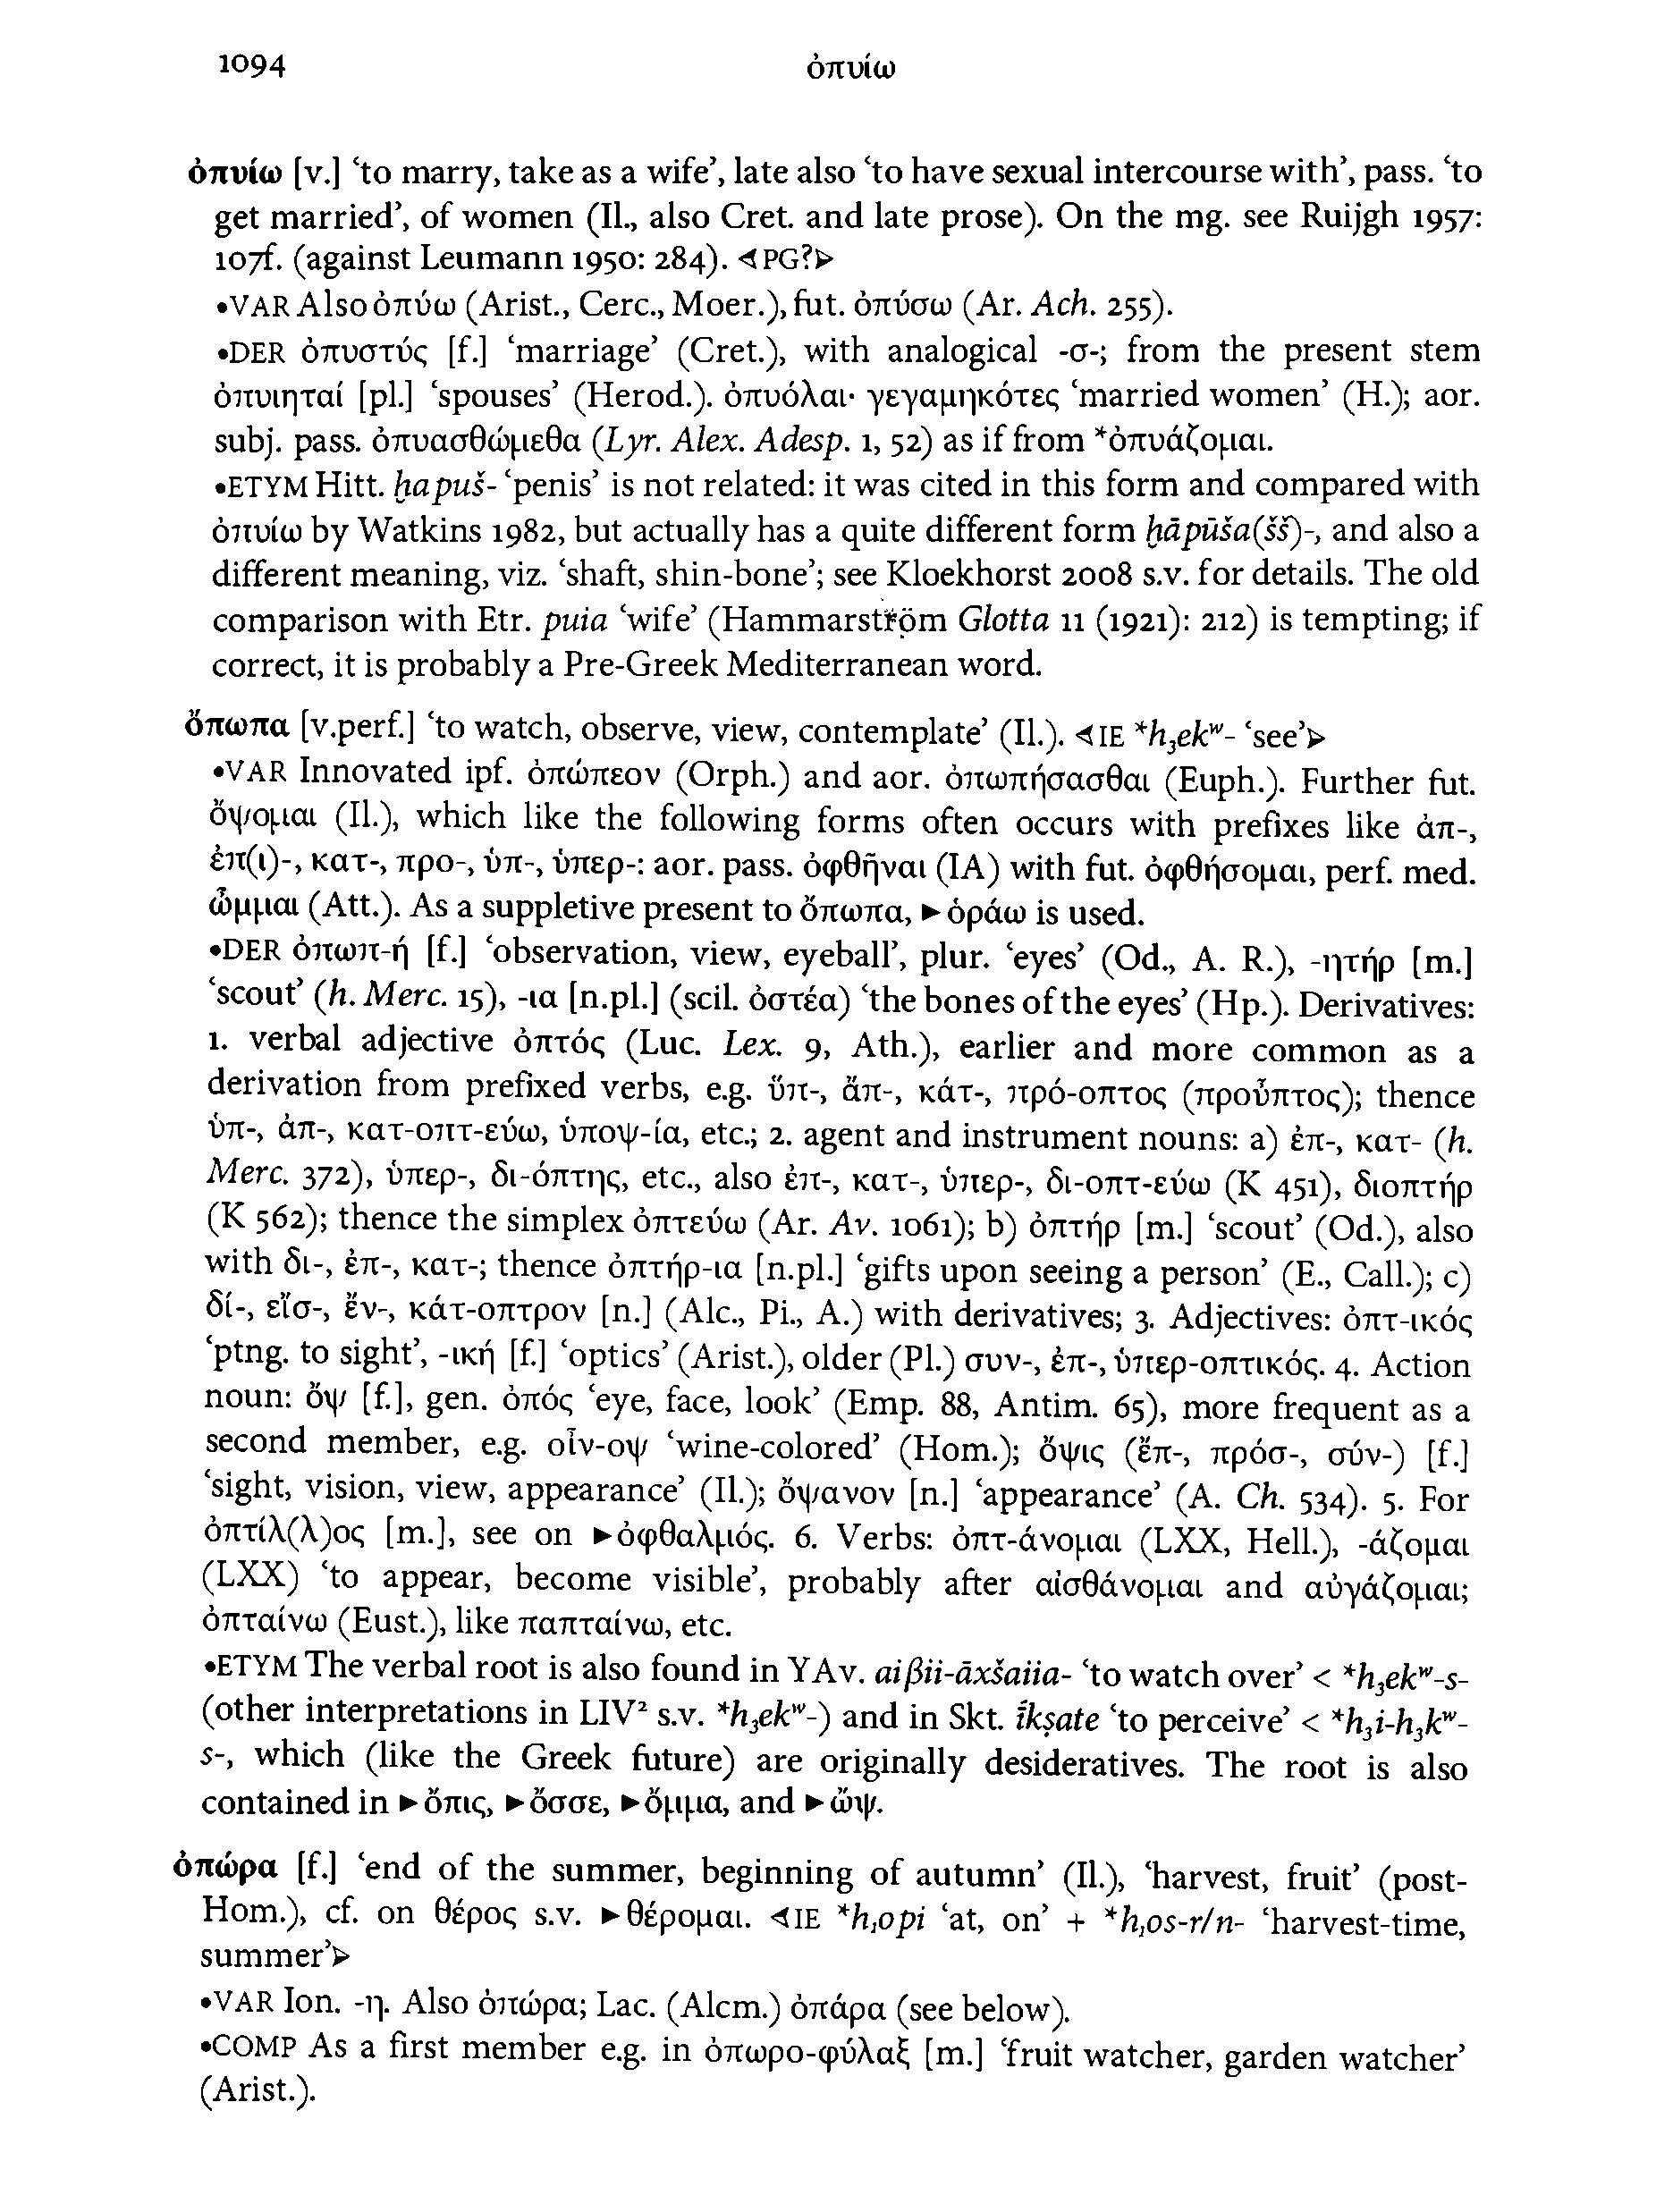 1094 ὀπυίω
ὀπυίω [v.] ‘to marry, take as a wife’, late also ‘to have sexual intercourse with’, pass. ‘to
get married’, of women (Il., also Cret. and late prose). On the mg. see Ruijgh 1957:
107f. (against Leumann 1950: 284). ◁PG?▷
•VAR Also ὀπύω (Arist., Cerc., Moer.), fut. ὀπύσω (Ar. Ach. 255).
•DER ὀπυστύς [f.] ‘marriage’ (Cret.), with analogical -σ-; from the present stem
ὀπυιηταί [pl.] ‘spouses’ (Herod.). ὀπυόλαι· γεγαμηκότες ‘married women’ (H.); aor.
subj. pass. ὀπυασθώμεθα (Lyr. Alex. Adesp. 1, 52) as if from *ὀπυάζομαι.
•ETYM Hitt. ḫapuš- ‘penis’ is not related: it was cited in this form and compared with
ὀπυίω by Watkins 1982, but actually has a quite different form ḫāpūša(šš)-, and also a
different meaning, viz. ‘shaft, shin-bone’; see Kloekhorst 2008 s.v. for details. The old
comparison with Etr. puia ‘wife’ (Hammarström Glotta 11 (1921): 212) is tempting; if
correct, it is probably a Pre-Greek Mediterranean word.
ὄπωπα [v.perf.] ‘to watch, observe, view, contemplate’ (Il.). ◁IE *h₃ekʷ- ‘see’▷
•VAR Innovated ipf. ὀπώπεον (Orph.) and aor. ὀπωπήσασθαι (Euph.). Further fut.
ὄψομαι (Il.), which like the following forms often occurs with prefixes like ἀπ-,
ἐπ(ι)-, κατ-, προ-, ὑπ-, ὑπερ-: aor. pass. ὀφθῆναι (IA) with fut. ὀφθήσομαι, perf. med.
ὦμμαι (Att.). As a suppletive present to ὄπωπα, ►ὁράω is used.
•DER ὀπωπ-ή [f.] ‘observation, view, eyeball’, plur. ‘eyes’ (Od., A. R.), -ητήρ [m.]
‘scout’ (h. Merc. 15), -ια [n.pl.] (scil. ὀστέα) ‘the bones of the eyes’ (Hp.). Derivatives:
1. verbal adjective ὀπτός (Luc. Lex. 9, Ath.), earlier and more common as a
derivation from prefixed verbs, e.g. ὕπ-, ἄπ-, κάτ-, πρό-οπτος (προὖπτος); thence
ὑπ-, ἀπ-, κατ-οπτ-εύω, ὑποψ-ία, etc.; 2. agent and instrument nouns: a) ἐπ-, κατ- (h.
Merc. 372), ὑπερ-, δι-όπτης, etc., also ἐπ-, κατ-, ὑπερ-, δι-οπτ-εύω (K 451), διοπτήρ
(K 562); thence the simplex ὀπτεύω (Ar. Av. 1061); b) ὀπτήρ [m.] ‘scout’ (Od.), also
with δι-, ἐπ-, κατ-; thence ὀπτήρ-ια [n.pl.] ‘gifts upon seeing a person’ (E., Call.); c)
δί-, εἴσ-, ἔν-, κάτ-οπτρον [n.] (Alc., Pi., A.) with derivatives; 3. Adjectives: ὀπτ-ικός
‘ptng. to sight’, -ική [f.] ‘optics’ (Arist.), older (Pl.) συν-, ἐπ-, ὑπερ-οπτικός. 4. Action
noun: ὄψ [f.], gen. ὀπός ‘eye, face, look’ (Emp. 88, Antim. 65), more frequent as a
second member, e.g. οἶν-οψ ‘wine-colored’ (Hom.); ὄψις (ἔπ-, πρόσ-, σύν-) [f.]
‘sight, vision, view, appearance’ (Il.); ὄψανον [n.] ‘appearance’ (A. Ch. 534). 5. For
ὀπτίλ(λ)ος [m.], see on ►ὀφθαλμός. 6. Verbs: ὀπτ-άνομαι (LXX, Hell.), -άζομαι
(LXX) ‘to appear, become visible’, probably after αἰσθάνομαι and αὐγάζομαι;
ὀπταίνω (Eust.), like παπταίνω, etc.
•ETYM The verbal root is also found in YAv. aiβii-āxšaiia- ‘to watch over’ < *h₃ekʷ-s-
(other interpretations in LIV² s.v. *h₃ekʷ-) and in Skt. īkṣate ‘to perceive’ < *h₃i-h₃kʷ-
s-, which (like the Greek future) are originally desideratives. The root is also
contained in ►ὄπις, ►ὄσσε, ►ὄμμα, and ►ὤψ.
ὀπώρα [f.] ‘end of the summer, beginning of autumn’ (Il.), ‘harvest, fruit’ (post-
Hom.), cf. on θέρος s.v. ►θέρομαι. ◁IE *h₁opi ‘at, on’ + *h₁os-r/n- ‘harvest-time,
summer’▷
•VAR Ion. -η. Also ὀπώρα; Lac. (Alcm.) ὀπάρα (see below).
•COMP As a first member e.g. in ὀπωρο-φύλαξ [m.] ‘fruit watcher, garden watcher’
(Arist.).